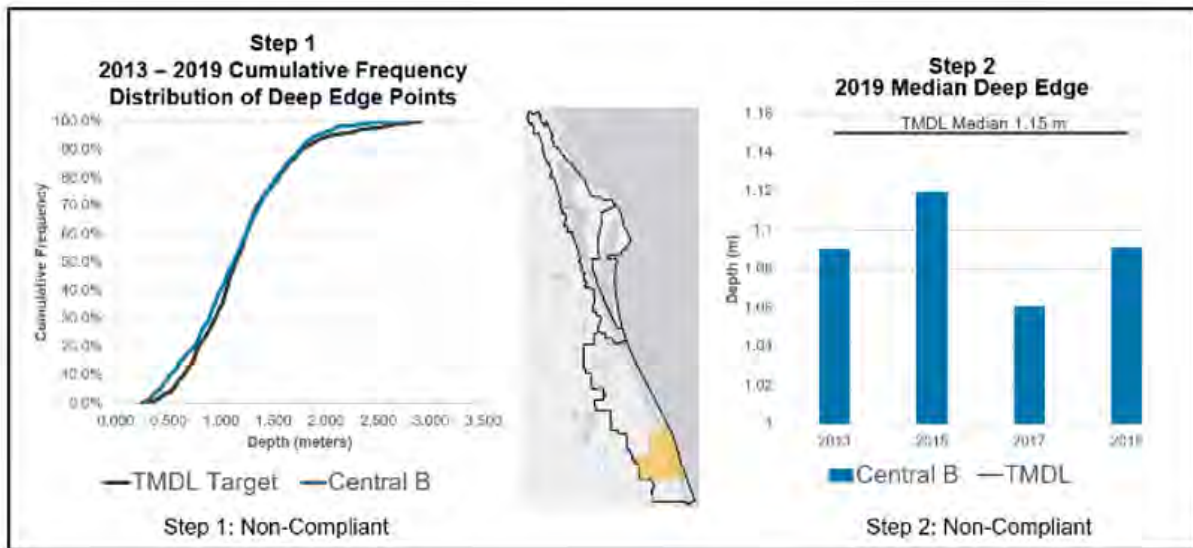 Step 1
2013 – 2019 Cumulative Frequency
Distribution of Deep Edge Points
100.0%
90.0%
80.0%
70.0%
60.0%
50.0%
40.0%
30.0%
20.0%
10.0%
0.0%
Cumulative Frequency
0.000 0.500 1.000 1.500 2.000 2.500 3.000 3.500
Depth (meters)
TMDL Target Central B
Step 1: Non-Compliant
Step 2
2019 Median Deep Edge
1.16
TMDL Median 1.15 m
1.14
1.12
1.1
1.08
1.06
1.04
1.02
1
Depth (m)
2013 2015 2017 2019
Central B TMDL
Step 2: Non-Compliant